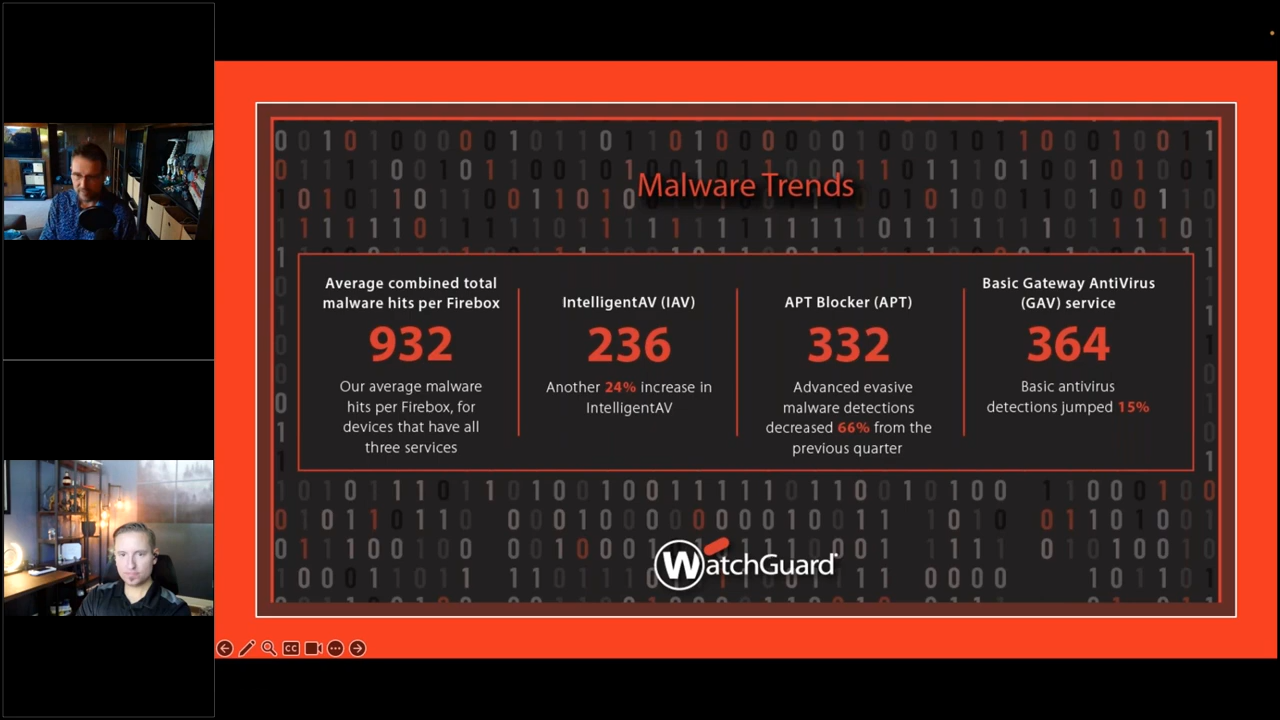 Malware Trends
Average combined total
malware hits per Firebox
932
Our average malware
hits per Firebox, for
devices that have all
three services
IntelligentAV (IAV)
236
Another 24% increase in
IntelligentAV
APT Blocker (APT)
332
Advanced evasive
malware detections
decreased 66% from the
previous quarter
Basic Gateway AntiVirus
(GAV) service
364
Basic antivirus
detections jumped 15%
WatchGuard
CC